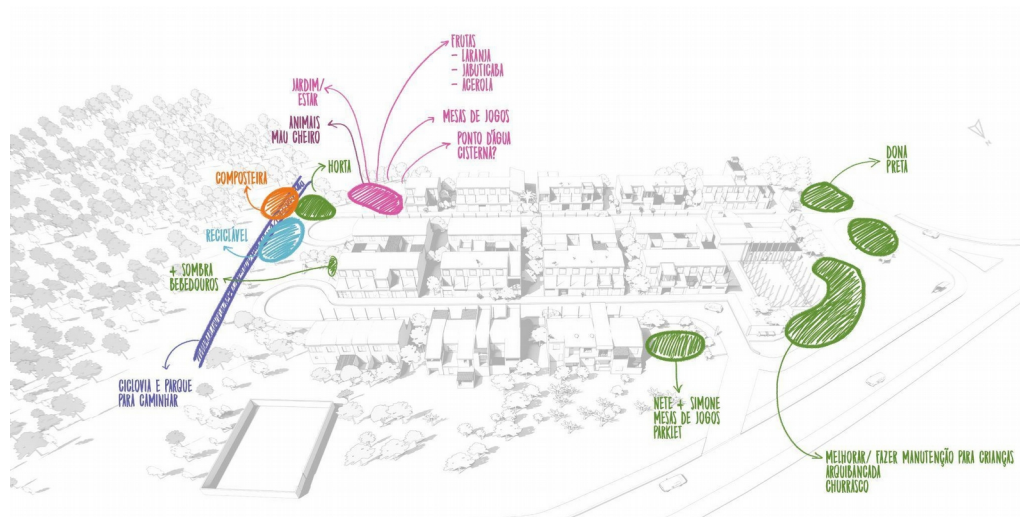 FRUTAS
- LARANJA
- JABUTICABA
- ACEROLA
JARDIM/
ESTAR
ANIMAIS
MAU CHEIRO
MESAS DE JOGOS
PONTO D'ÁGUA
CISTERNA?
HORTA
COMPOSTEIRA
RECICLÁVEL
+ SOMBRA
BEBEDOUROS
CICLOVIA E PARQUE
PARA CAMINHAR
DONA
PRETA
NETE + SIMONE
MESAS DE JOGOS
PARKLET
MELHORAR/ FAZER MANUTENÇÃO PARA CRIANÇAS
ARQUIBANCADA
CHURRASCO